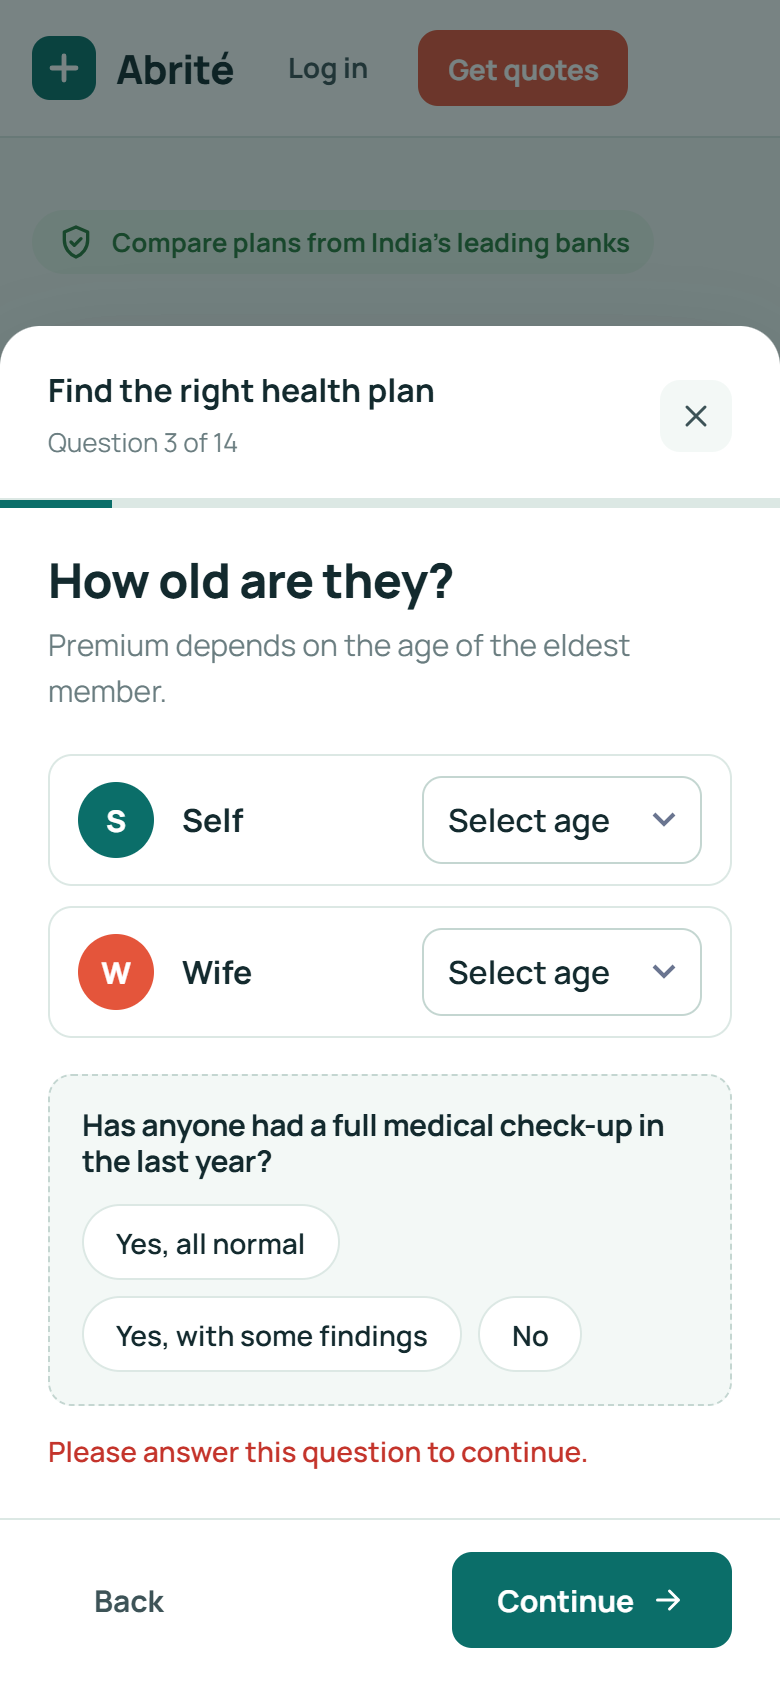 Abrité
Log in
Get quotes
Compare plans from India’s leading banks
Find the right health plan
Question 3 of 14
How old are they?
Premium depends on the age of the eldest
member.
S
Self
Select age
W
Wife
Select age
Has anyone had a full medical check-up in
the last year?
Yes, all normal
Yes, with some findings
No
Please answer this question to continue.
Back
Continue